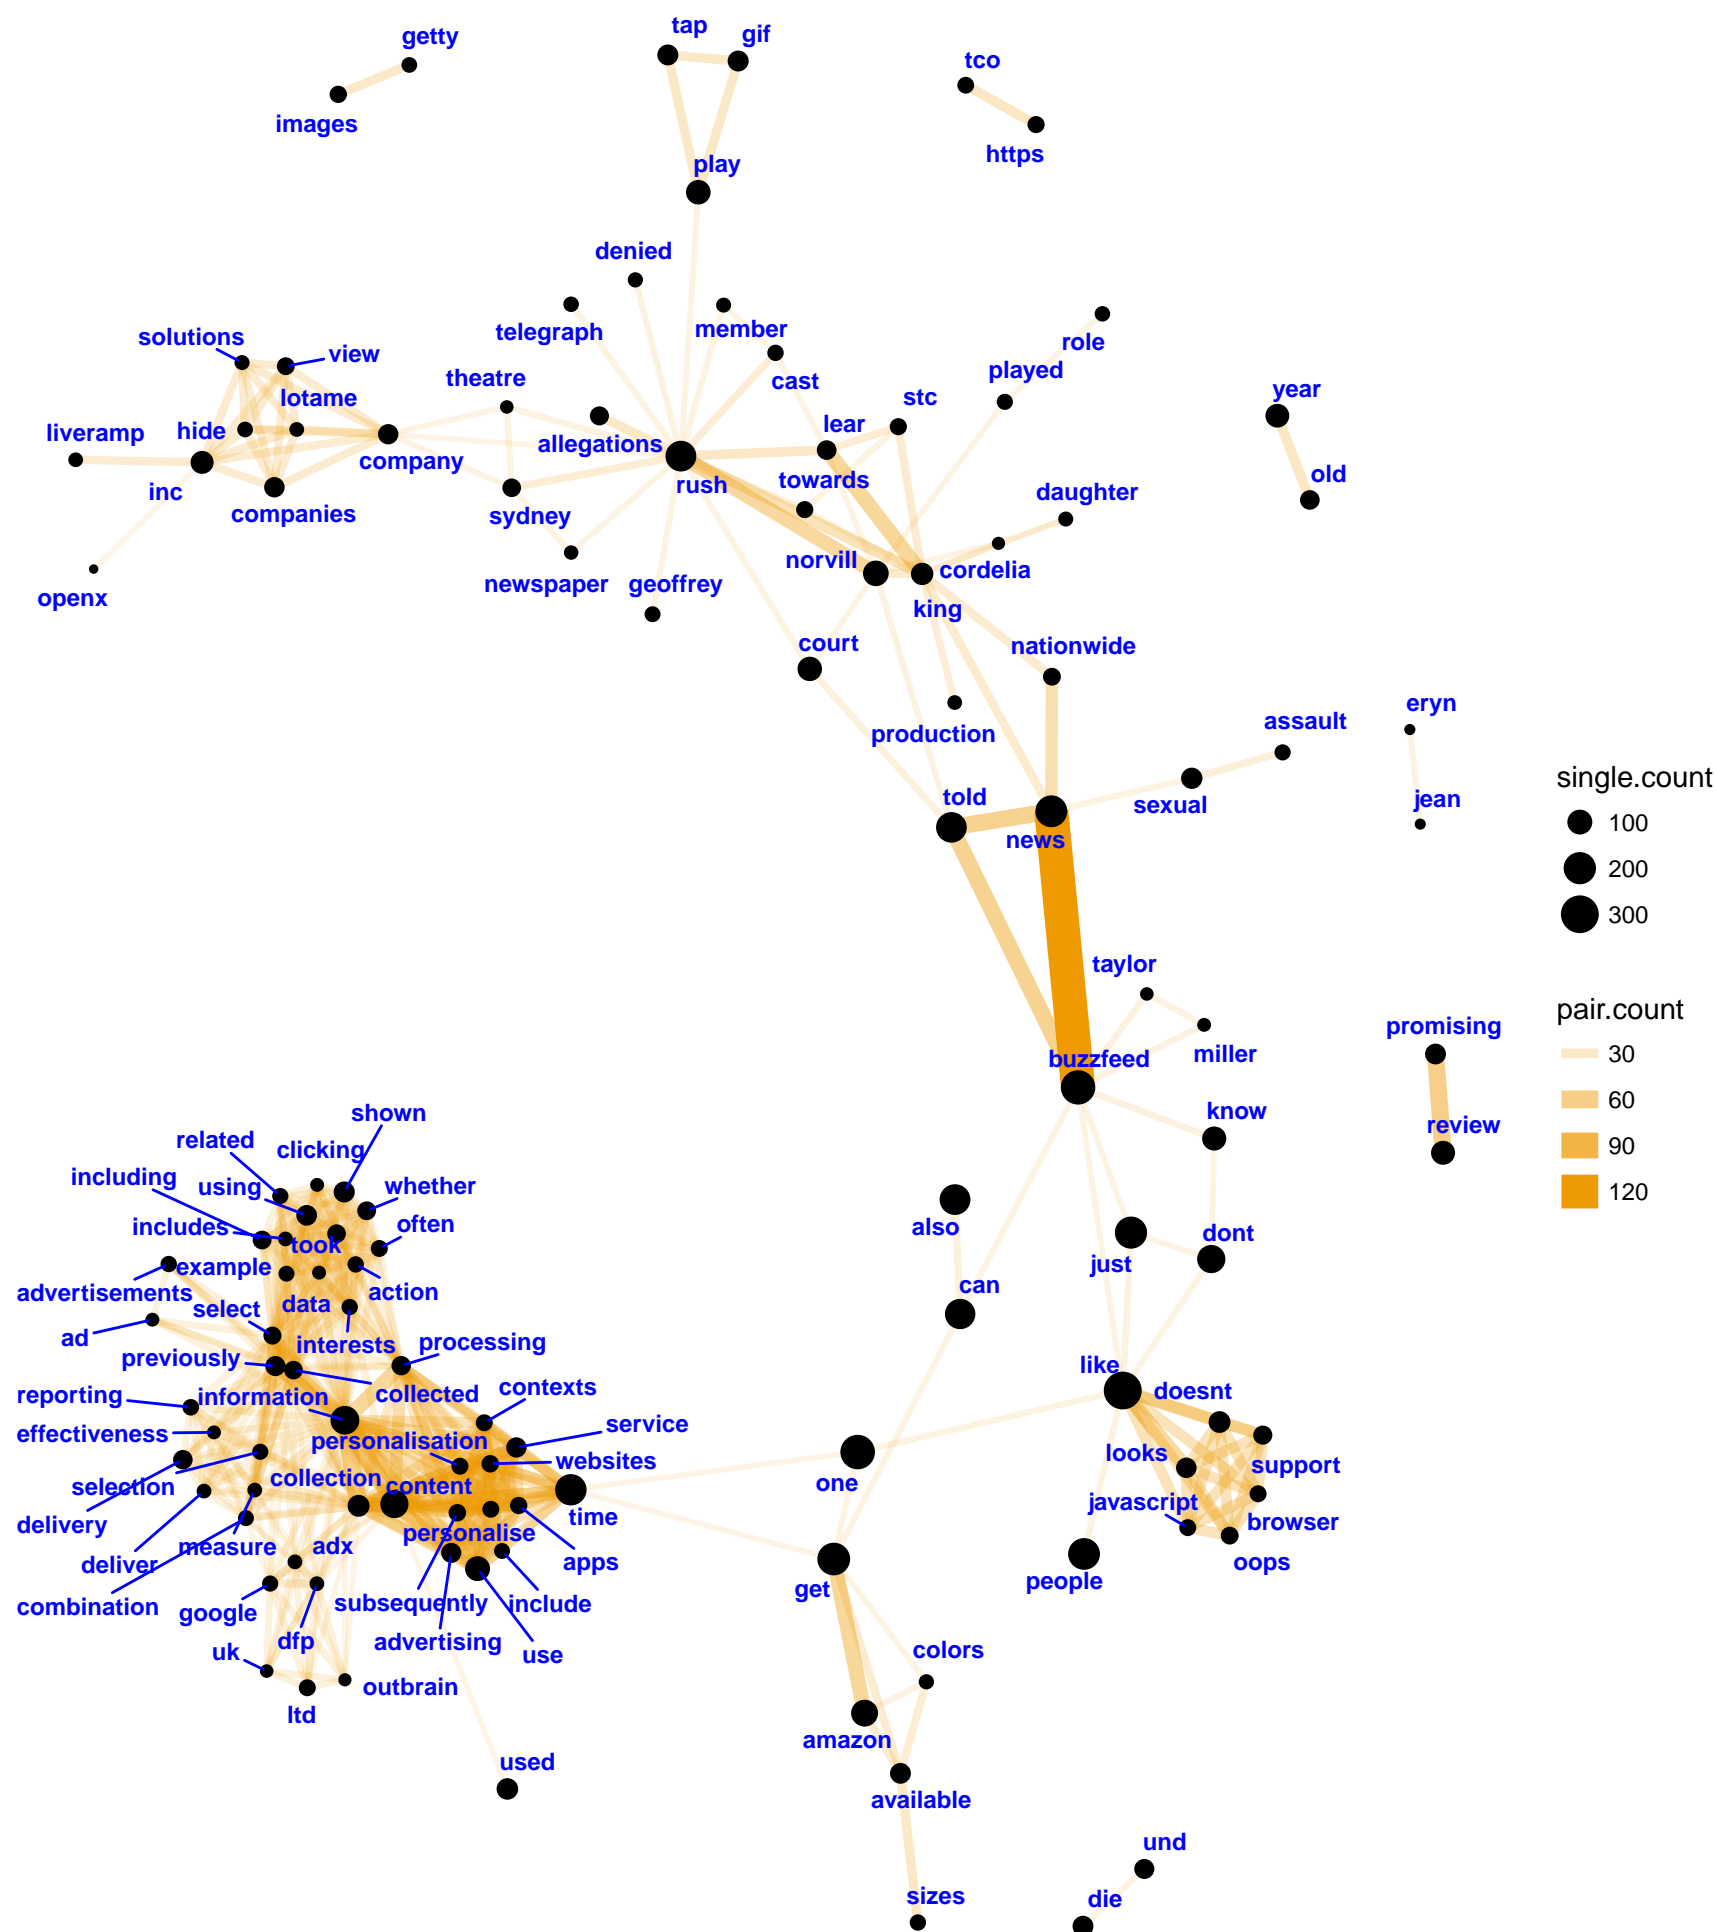 tap
gif
getty
tco
images
https
play
denied
telegraph
member
role
solutions
view
theatre
cast
played
year
lotame
stc
liveramp
hide
allegations
lear
company
old
inc
rush
towards
daughter
companies
sydney
norvill
cordelia
openx
newspaper
geoffrey
king
court
nationwide
eryn
assault
production
single.count
told
sexual
jean
100
news
200
300
taylor
pair.count
promising
buzzfeed
miller
30
60
shown
know
related
clicking
review
90
including
using
whether
120
includes
often
also
took
just
dont
example
advertisements
action
can
select
data
ad
interests
processing
previously
like
reporting
information
collected
contexts
doesnt
effectiveness
personalisation
service
looks
websites
support
selection
collection
content
one
javascript
delivery
time
browser
personalise
deliver
measure
adx
apps
oops
people
get
combination
google
subsequently
include
dfp
advertising
uk
use
colors
outbrain
ltd
amazon
used
available
und
sizes
die